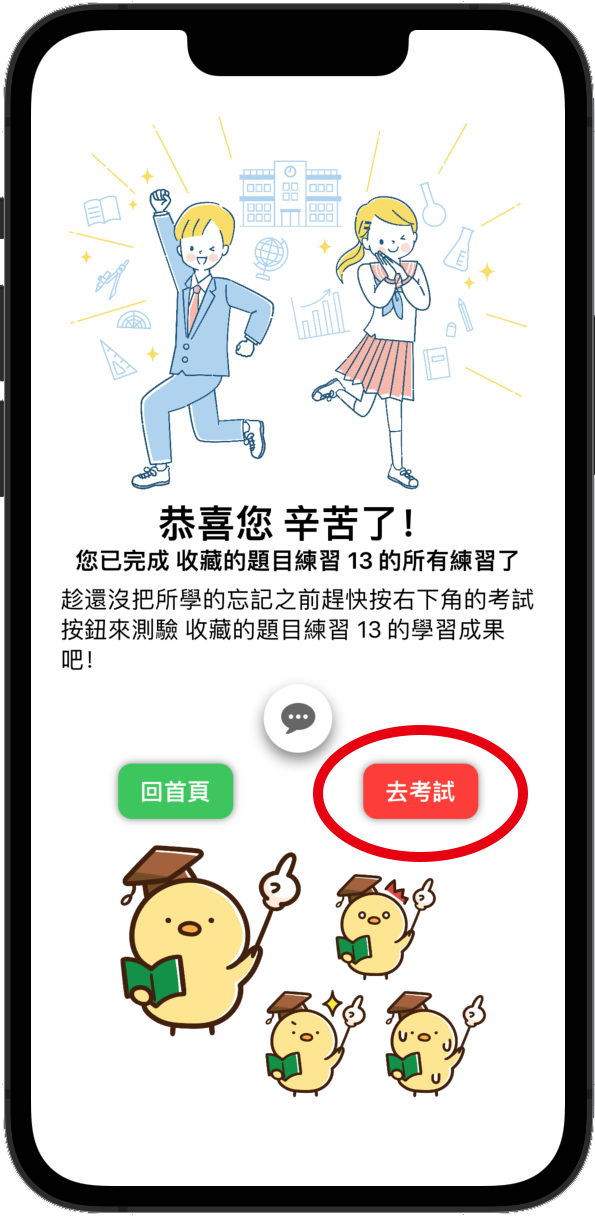 恭喜您 辛苦了！
您已完成 收藏的題目練習 13 的所有練習了
趁還沒把所學的忘記之前趕快按右下角的考試
按鈕來測驗 收藏的題目練習 13 的學習成果
吧！
回首頁
去考試